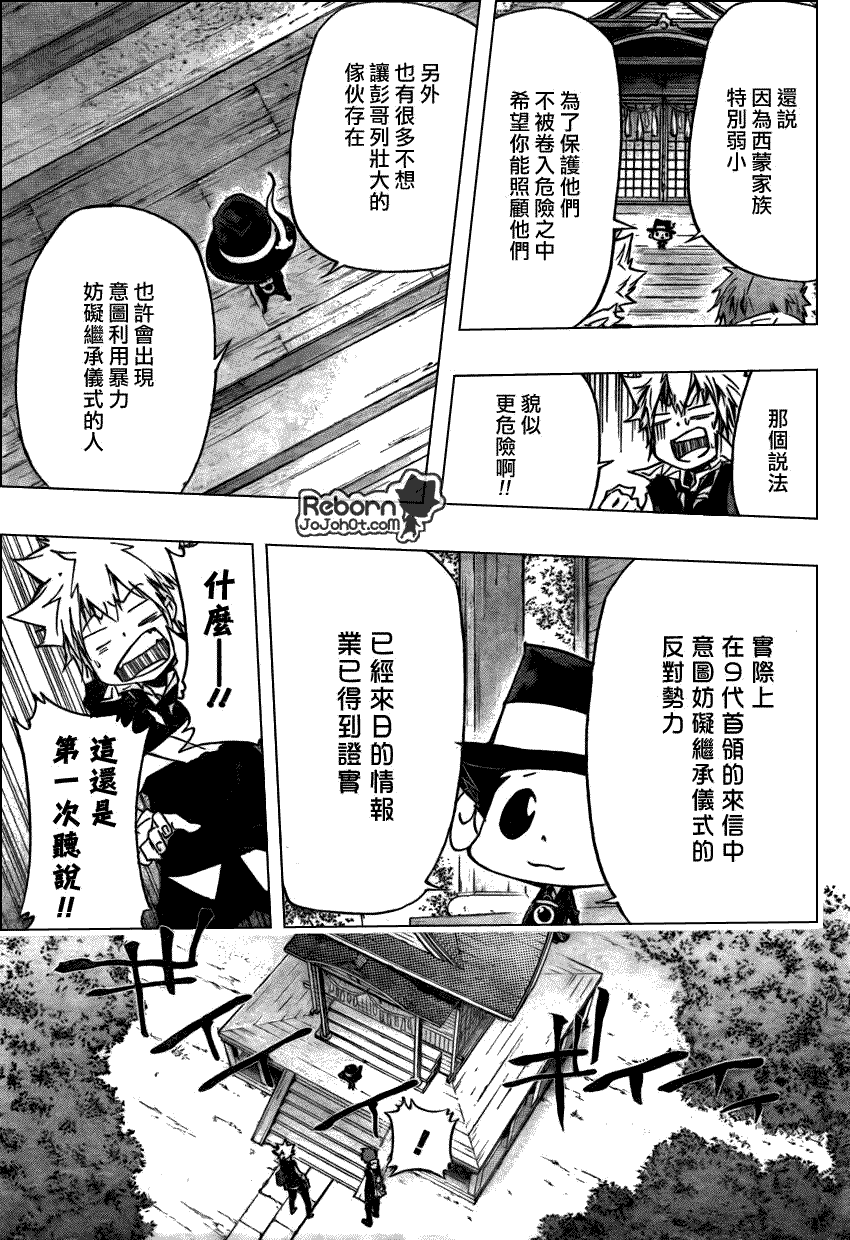 還說
因為西蒙家族
特別弱小
為了保護他們
不被卷入危險之中
希望你能照顧他們
另外
也有很多不想
讓彭哥列壯大的
傢伙存在
也許會出現
意圖利用暴力
妨礙繼承儀式的人
那個說法
貌似
更危險啊!!
Reborn
JoJoHOt.com
實際上
在9代首領的來信中
意圖妨礙繼承儀式的
反對勢力
已經來日的情報
業已得到證實
什麼——!!
這還是
第一次聽說!!
ギィィィ
ギィ
!